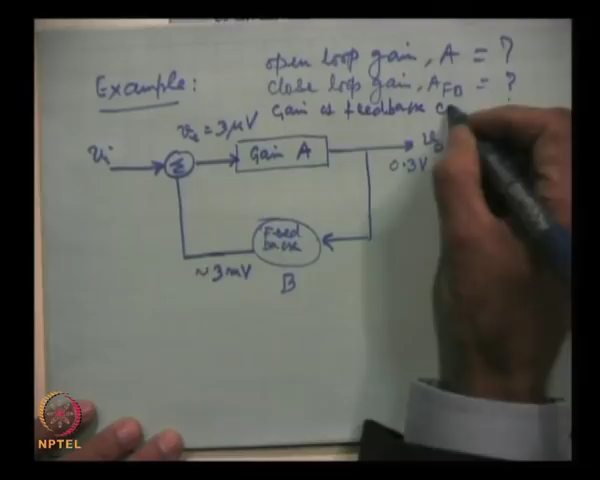 open loop gain, A = ?
Example:
close loop gain, AFB = ?
Gain of feedback c
vε = 3μV
vi
Σ
Gain A
vo
0.3V
Feed
back
~3mV
B
NPTEL